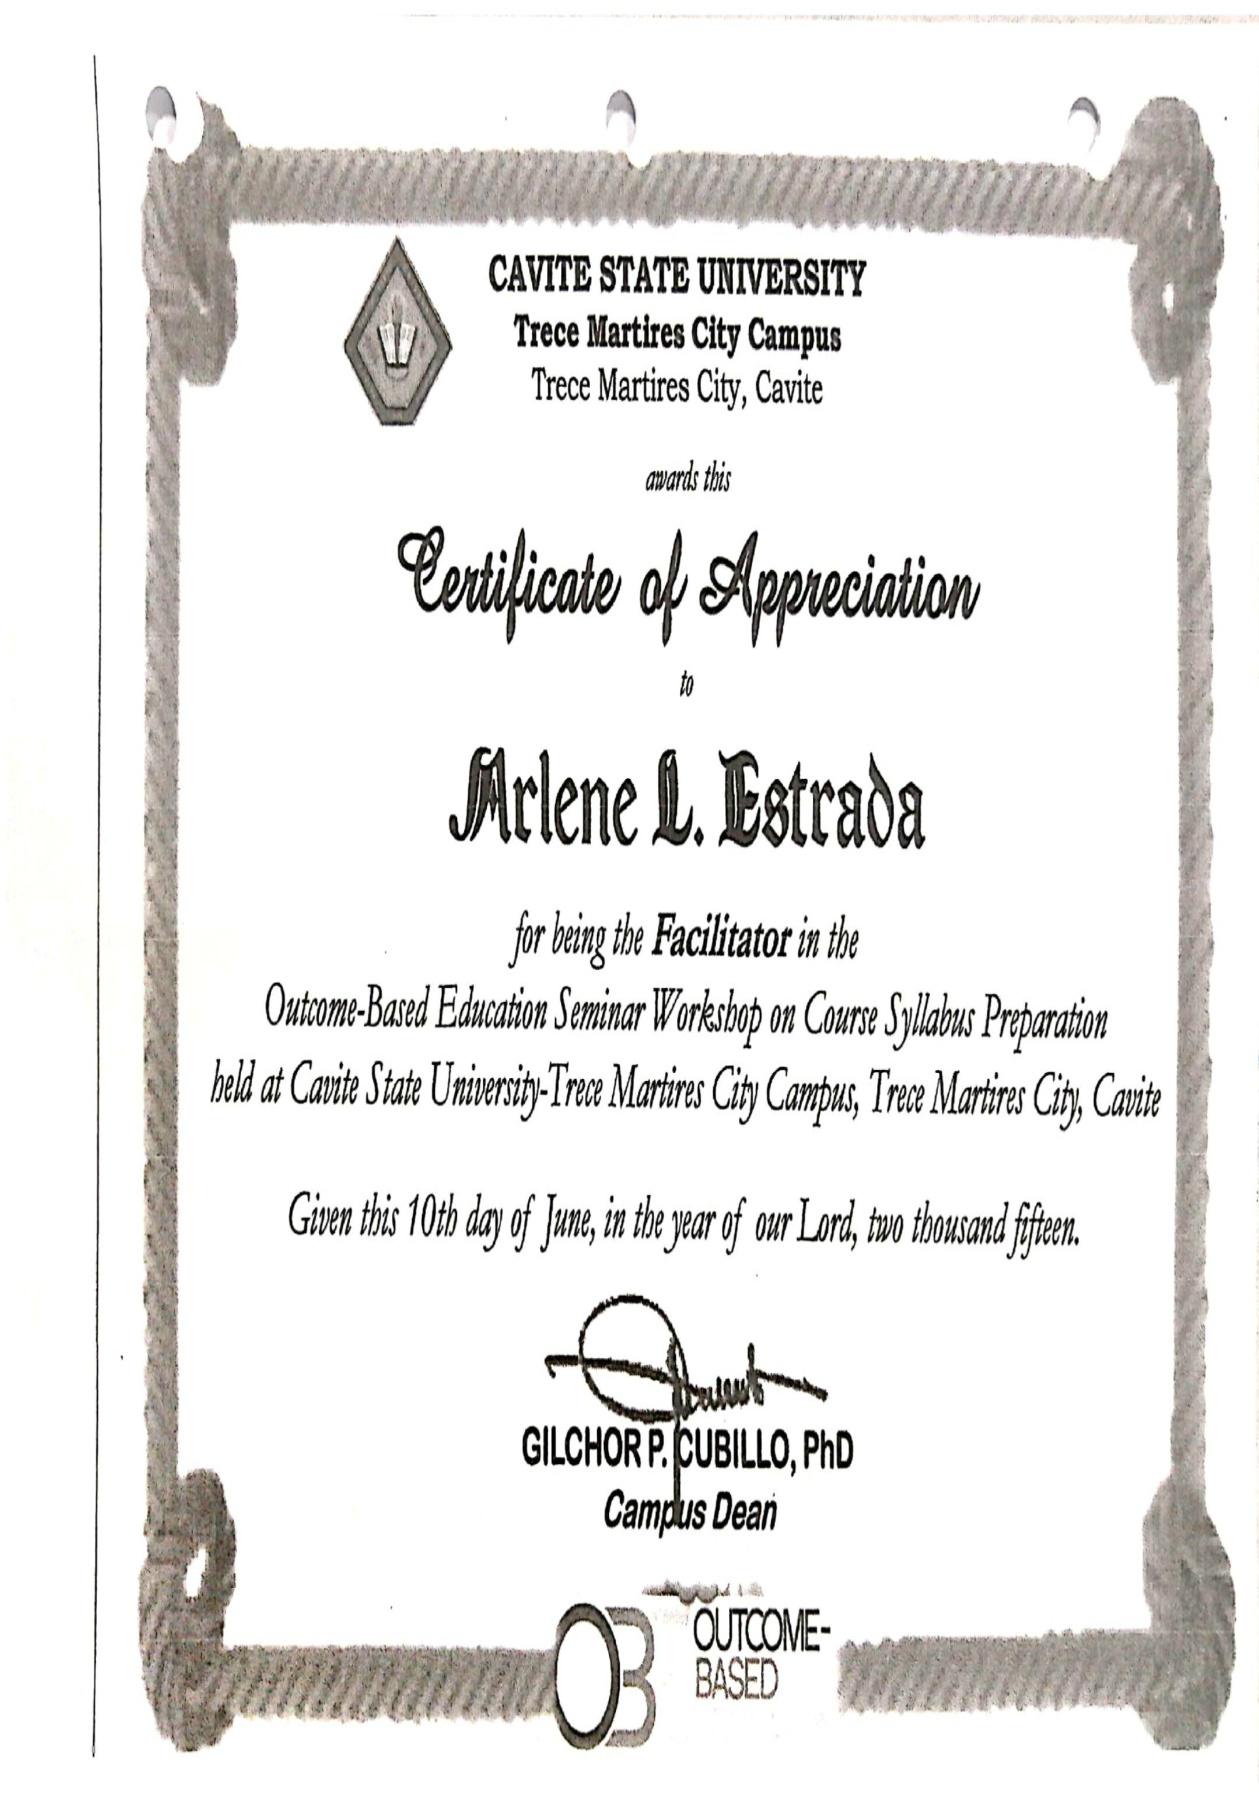 CAVITE STATE UNIVERSITY
Trece Martires City Campus
Trece Martires City, Cavite
awards this
Certificate of Appreciation
to
Arlene L. Estrada
for being the Facilitator in the
Outcome-Based Education Seminar Workshop on Course Syllabus Preparation
held at Cavite State University-Trece Martires City Campus, Trece Martires City, Cavite
Given this 10th day of June, in the year of our Lord, two thousand fifteen.
GILCHOR P. CUBILLO, PhD
Campus Dean
OB OUTCOME-
BASED